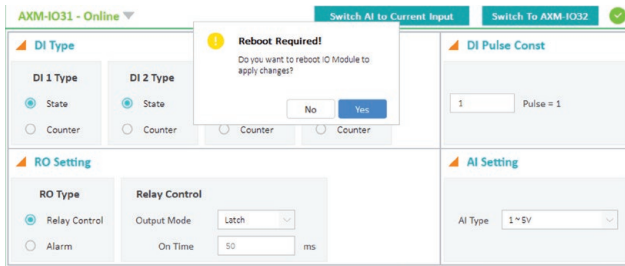 AXM-IO31 - Online
Switch AI to Current Input
Switch To AXM-IO32
DI Type
Reboot Required!
Do you want to reboot IO Module to
apply changes?
No
Yes
DI Pulse Const
DI 1 Type
DI 2 Type
State
State
1
Pulse = 1
Counter
Counter
Counter
Counter
RO Setting
AI Setting
RO Type
Relay Control
Relay Control
Output Mode
Latch
AI Type
1~5V
Alarm
On Time
50
ms